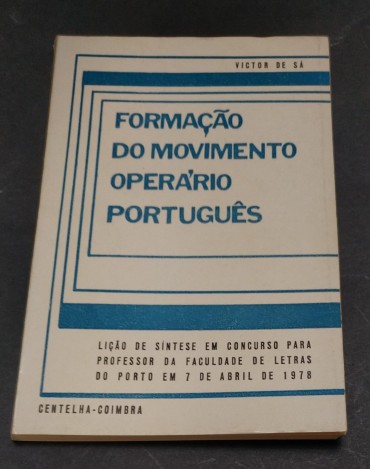 VICTOR DE SÁ
FORMAÇÃO
DO MOVIMENTO
OPERÁRIO
PORTUGUÊS
LIÇÃO DE SÍNTESE EM CONCURSO PARA
PROFESSOR DA FACULDADE DE LETRAS
DO PORTO EM 7 DE ABRIL DE 1978
CENTELHA-COIMBRA